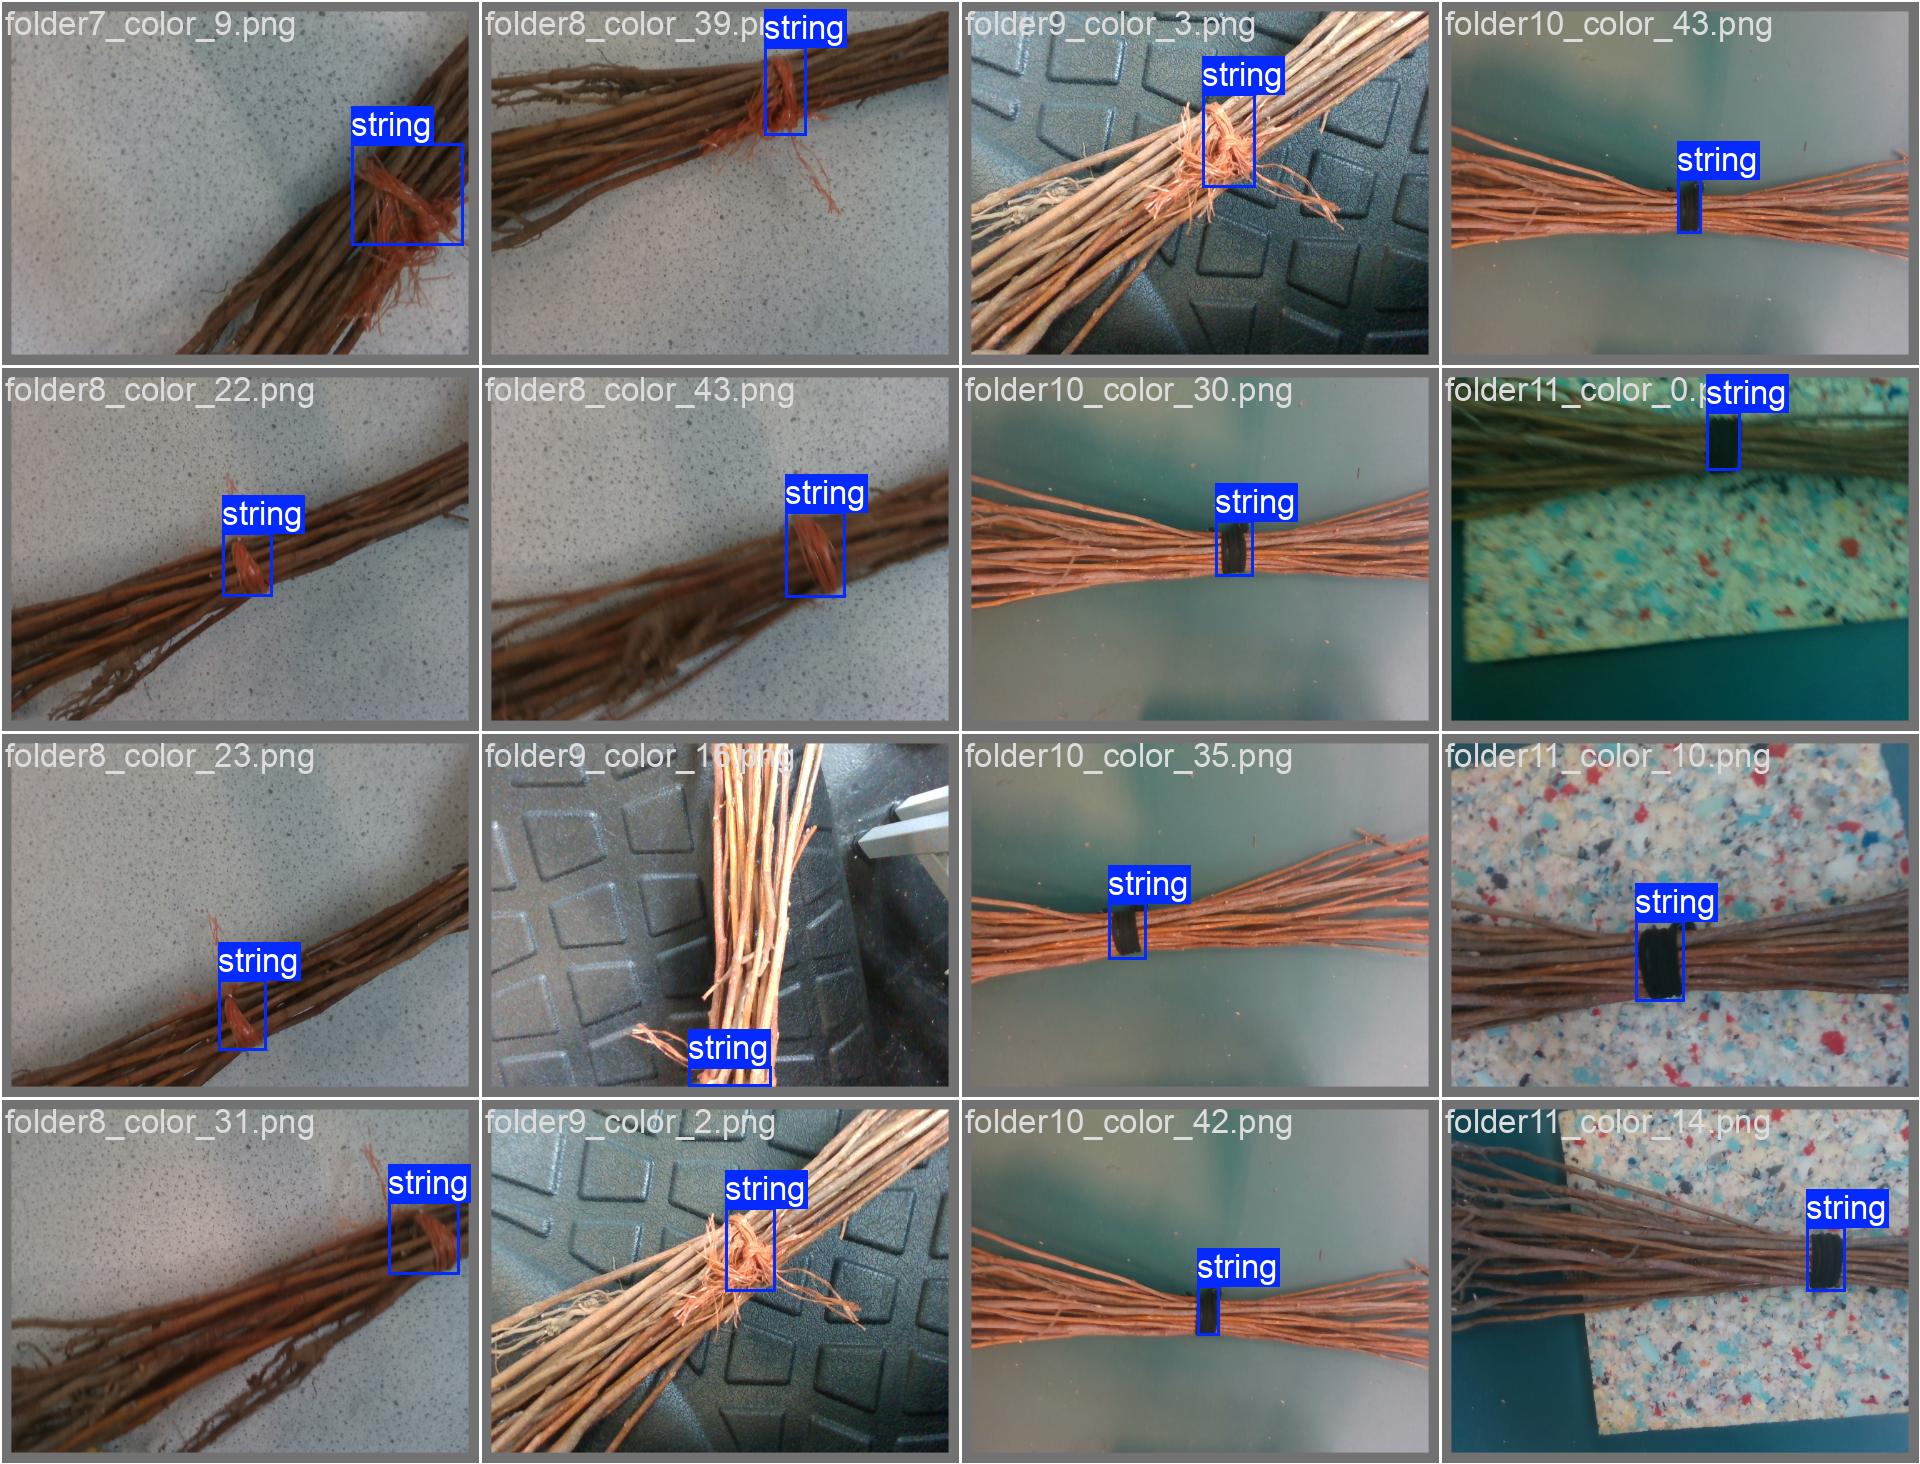 folder7_color_9.png
string
folder8_color_39.pr
string
folder9_color_3.png
string
folder10_color_43.png
string
folder8_color_22.png
string
folder8_color_43.png
string
folder10_color_30.png
string
folder11_color_0.p
string
folder8_color_23.png
string
folder9_color_16.png
string
folder10_color_35.png
string
folder11_color_10.png
string
folder8_color_31.png
string
folder9_color_2.png
string
folder10_color_42.png
string
folder11_color_14.png
string